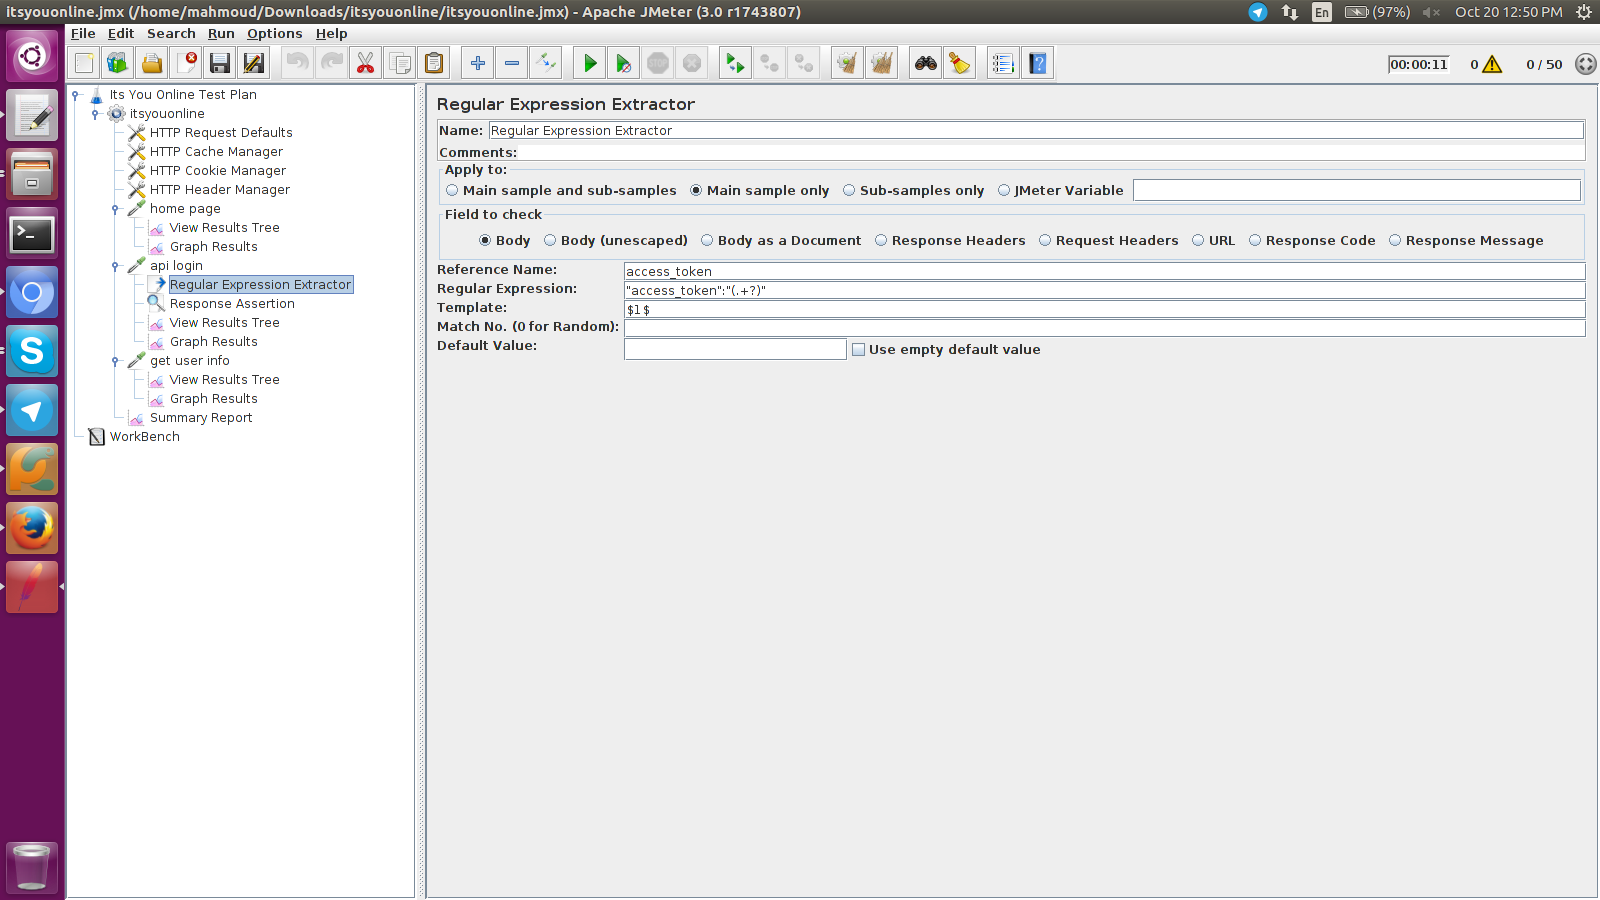 itsyouonline.jmx (/home/mahmoud/Downloads/itsyouonline/itsyouonline.jmx) - Apache JMeter (3.0 r1743807)
En (97%) Oct 20 12:50 PM
File Edit Search Run Options Help
STOP 00:00:11 0 0 / 50
Its You Online Test Plan
itsyouonline
HTTP Request Defaults
HTTP Cache Manager
HTTP Cookie Manager
HTTP Header Manager
home page
View Results Tree
Graph Results
api login
Regular Expression Extractor
Response Assertion
View Results Tree
Graph Results
get user info
View Results Tree
Graph Results
Summary Report
WorkBench
Regular Expression Extractor
Name: Regular Expression Extractor
Comments:
Apply to:
Main sample and sub-samples Main sample only Sub-samples only JMeter Variable
Field to check
Body Body (unescaped) Body as a Document Response Headers Request Headers URL Response Code Response Message
Reference Name: access_token
Regular Expression: "access_token":"(.+?)"
Template: $1$
Match No. (0 for Random):
Default Value: Use empty default value